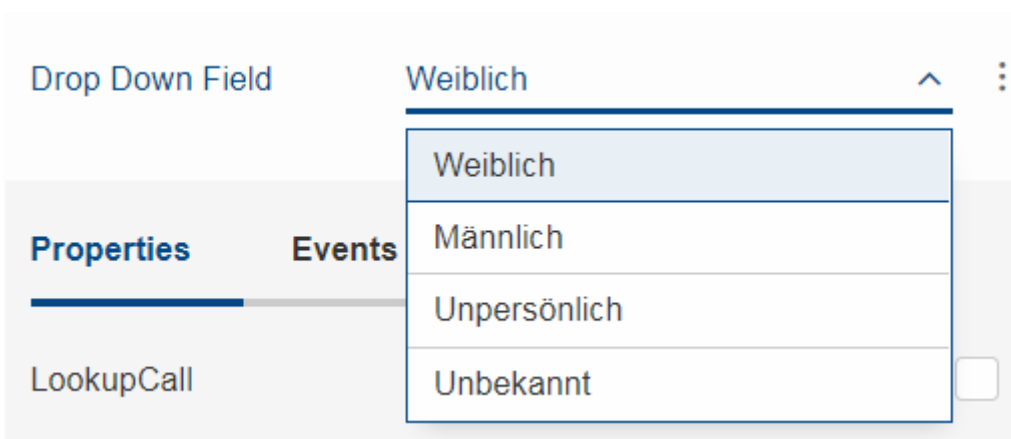 Drop Down Field Weiblich
Weiblich
Männlich
Properties Events
Unpersönlich
LookupCall
Unbekannt